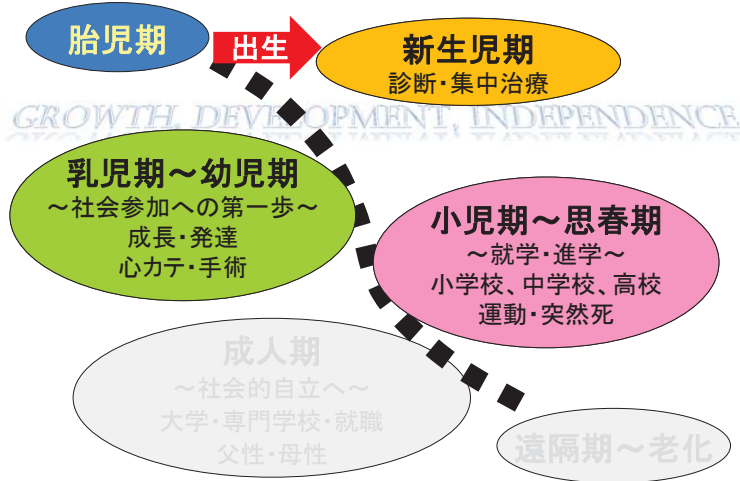 胎児期
出生
新生児期
診断・集中治療
GROWTH, DEVELOPMENT, INDEPENDENCE
乳児期～幼児期
～社会参加への第一歩～
成長・発達
心カテ・手術
小児期～思春期
～就学・進学～
小学校、中学校、高校
運動・突然死
成人期
～社会的自立へ～
大学・専門学校・就職
父性・母性
遠隔期～老化